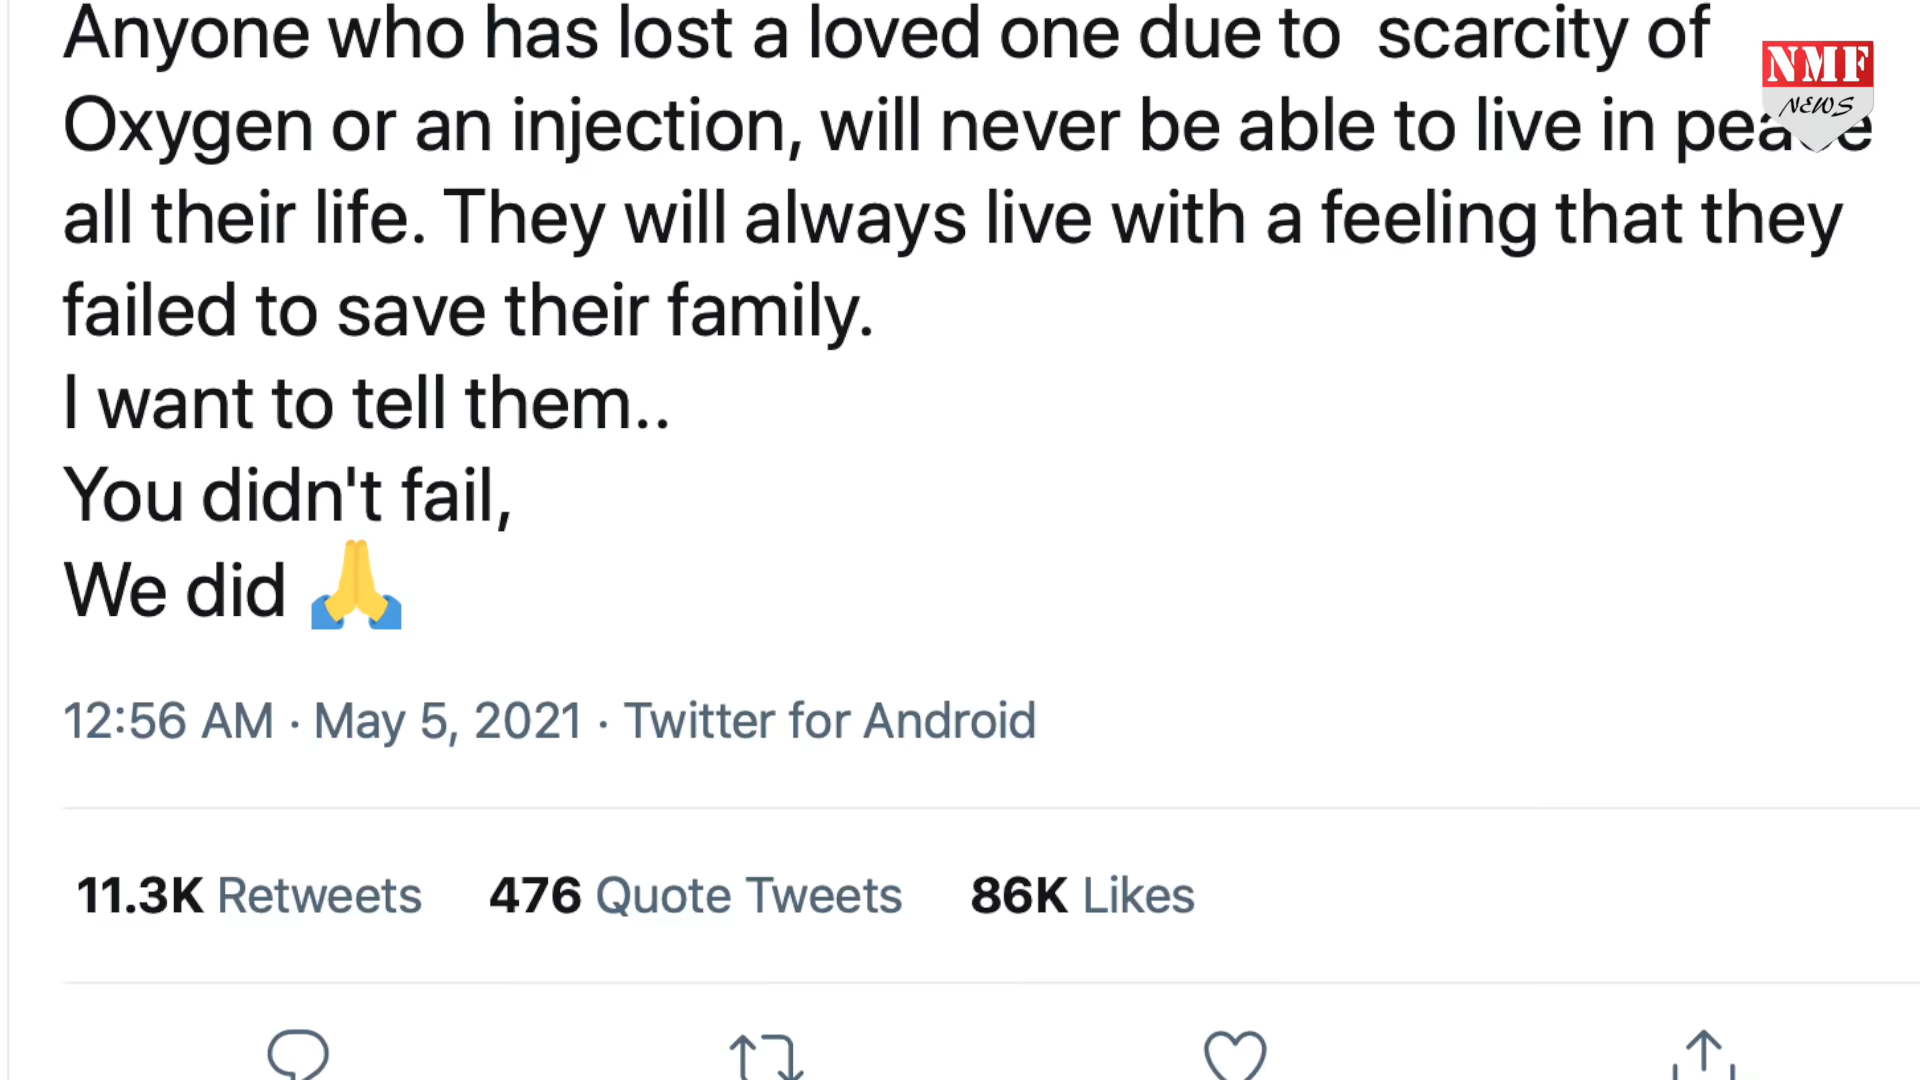 Anyone who has lost a loved one due to  scarcity of
Oxygen or an injection, will never be able to live in peace
all their life. They will always live with a feeling that they
failed to save their family.
I want to tell them..
You didn't fail,
We did 🙏
12:56 AM · May 5, 2021 · Twitter for Android
11.3K Retweets 476 Quote Tweets 86K Likes
NMF
NEWS